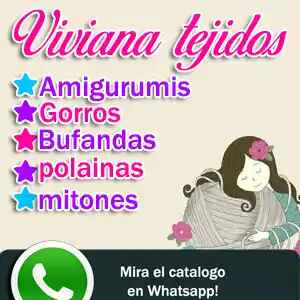 Viviana tejidos
Amigurumis
Gorros
Bufandas
polainas
mitones
Mira el catalogo
en Whatsapp!